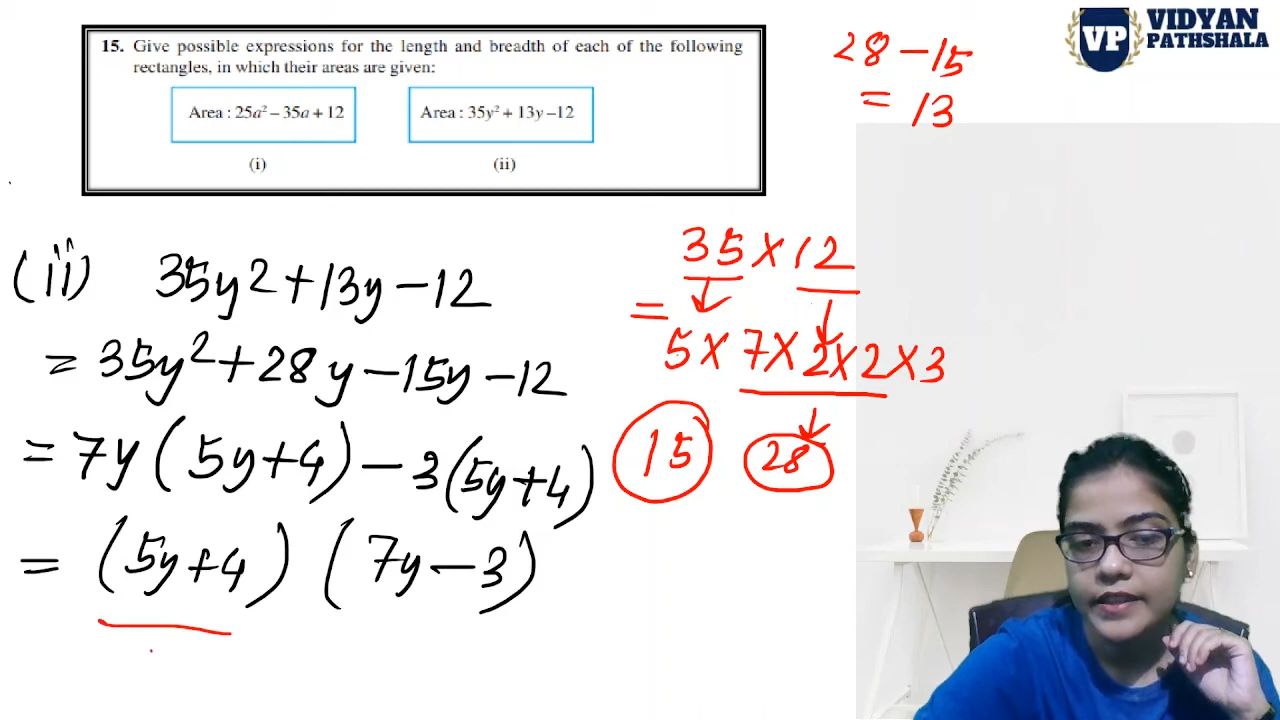 15. Give possible expressions for the length and breadth of each of the following
rectangles, in which their areas are given:
Area : 25a² – 35a + 12
Area : 35y² + 13y –12
(i)
(ii)
28 – 15
= 13
VP
VIDYAN
PATHSHALA
(ii) 35y2 + 13y – 12
= 35y² + 28y – 15y – 12
= 7y (5y+4) – 3 (5y+4)
= (5y+4) (7y – 3)
35 × 12
= 5 × 7 × 2 × 2 × 3
15 28